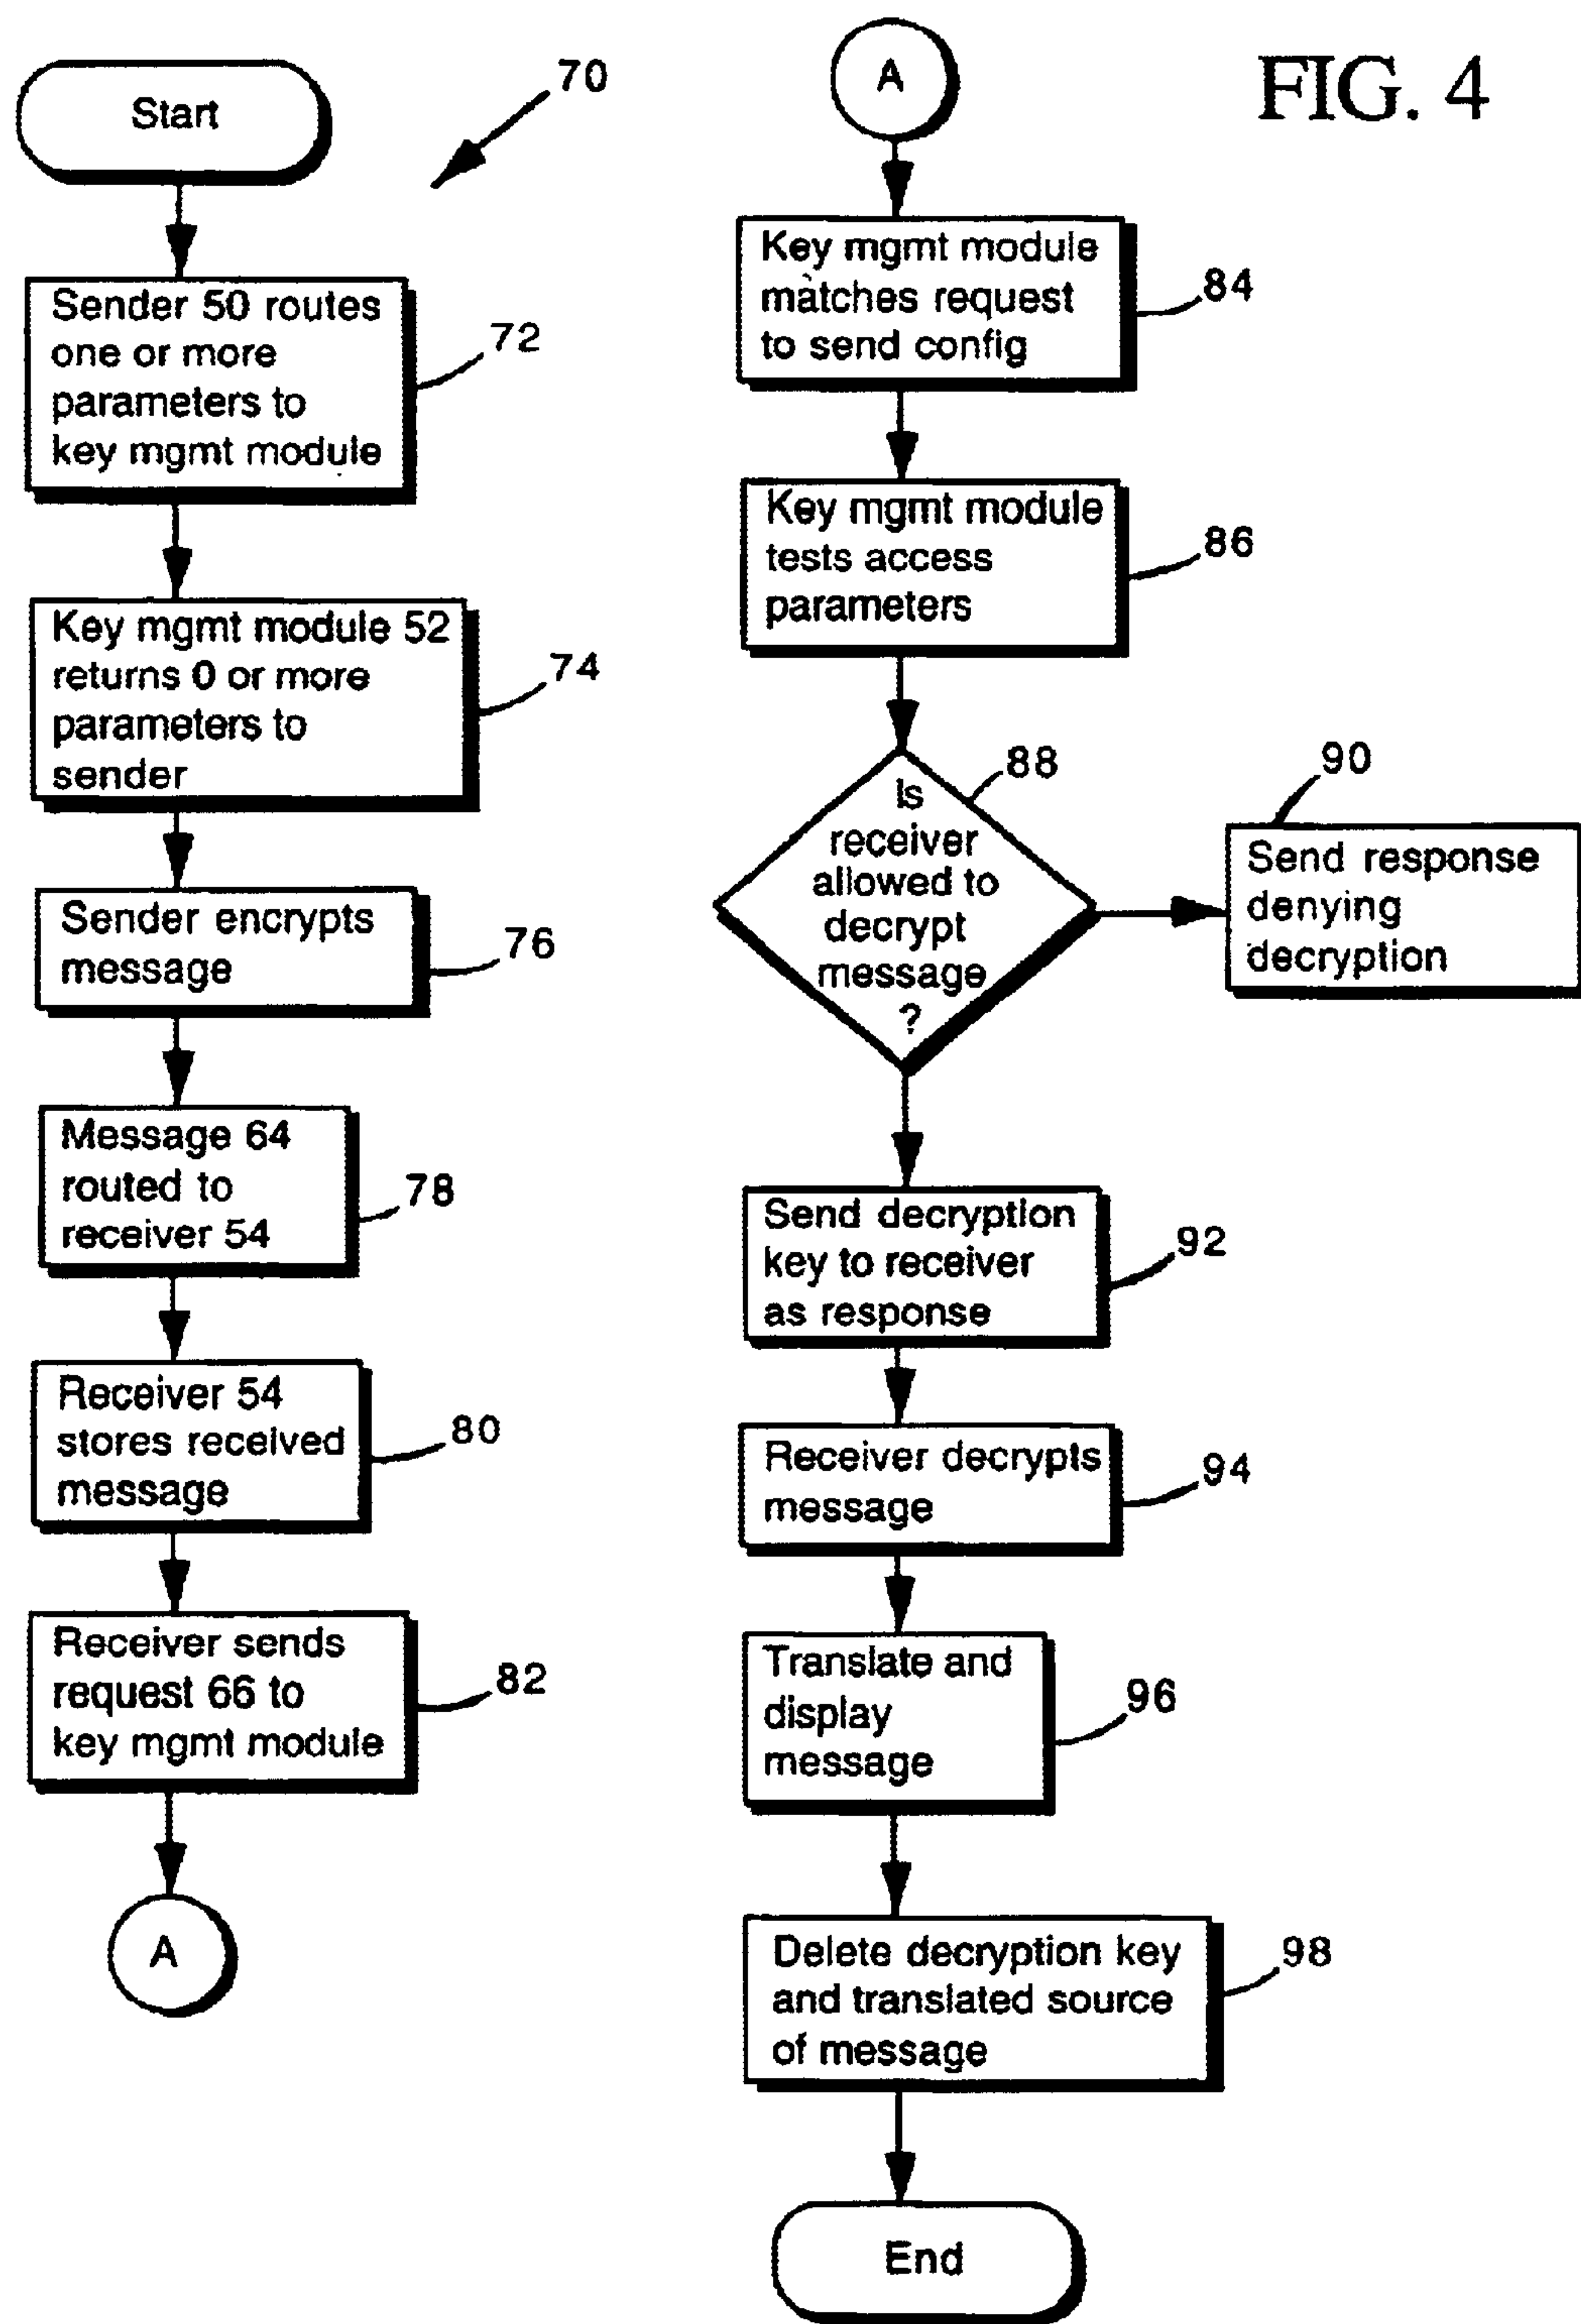 FIG. 4
70
Start
Sender 50 routes
one or more
parameters to
key mgmt module
72
Key mgmt module 52
returns 0 or more
parameters to
sender
74
Sender encrypts
message
76
Message 64
routed to
receiver 54
78
Receiver 54
stores received
message
80
Receiver sends
request 66 to
key mgmt module
82
A
A
Key mgmt module
matches request
to send config
84
Key mgmt module
tests access
parameters
86
Is
receiver
allowed to
decrypt
message
?
88
90
Send response
denying
decryption
Send decryption
key to receiver
as response
92
Receiver decrypts
message
94
Translate and
display
message
96
Delete decryption key
and translated source
of message
98
End